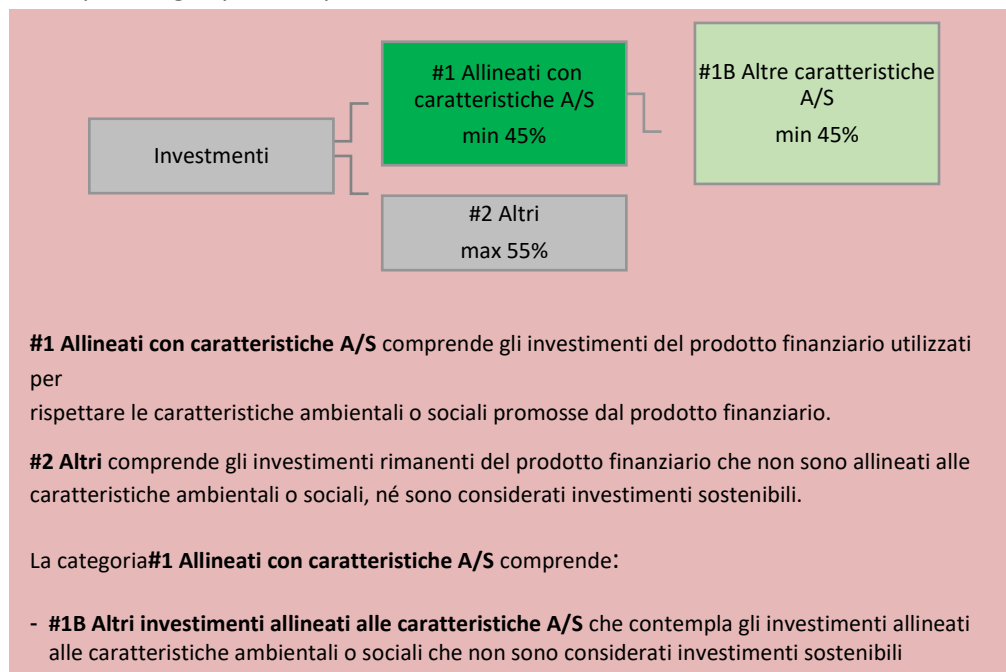 #1 Allineati con
caratteristiche A/S
min 45%
#1B Altre caratteristiche
A/S
min 45%
Investimenti
#2 Altri
max 55%
#1 Allineati con caratteristiche A/S comprende gli investimenti del prodotto finanziario utilizzati
per
rispettare le caratteristiche ambientali o sociali promosse dal prodotto finanziario.
#2 Altri comprende gli investimenti rimanenti del prodotto finanziario che non sono allineati alle
caratteristiche ambientali o sociali, né sono considerati investimenti sostenibili.
La categoria#1 Allineati con caratteristiche A/S comprende:
- #1B Altri investimenti allineati alle caratteristiche A/S che contempla gli investimenti allineati
alle caratteristiche ambientali o sociali che non sono considerati investimenti sostenibili